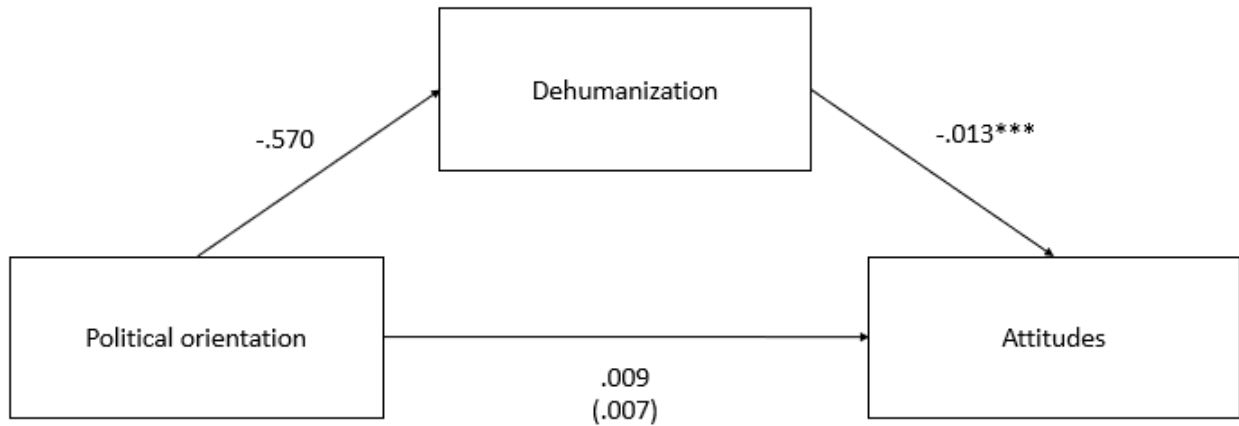 Dehumanization
-.570
-.013***
Political orientation
Attitudes
.009
(.007)